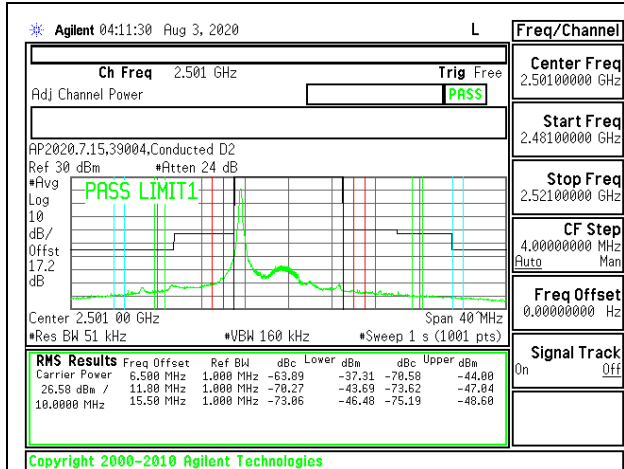 Agilent 04:11:30 Aug 3, 2020 L
Ch Freq 2.501 GHz Trig Free
Adj Channel Power PASS
AP2020.7.15,39004,Conducted D2
Ref 30 dBm #Atten 24 dB
#Avg
Log
10
dB/
Offst
17.2
dB
PASS LIMIT1
Center 2.501 00 GHz Span 40 MHz
#Res BW 51 kHz #VBW 160 kHz #Sweep 1 s (1001 pts)
RMS Results Freq Offset Ref BW dBc Lower dBm dBc Upper dBm
Carrier Power 6.500 MHz 1.000 MHz -63.89 -37.31 -70.58 -44.00
26.58 dBm / 11.80 MHz 1.000 MHz -70.27 -43.69 -73.62 -47.04
10.0000 MHz 15.50 MHz 1.000 MHz -73.06 -46.48 -75.19 -48.60
Copyright 2000-2010 Agilent Technologies
Freq/Channel
Center Freq
2.50100000 GHz
Start Freq
2.48100000 GHz
Stop Freq
2.52100000 GHz
CF Step
4.00000000 MHz
Auto Man
Freq Offset
0.00000000 Hz
Signal Track
On Off